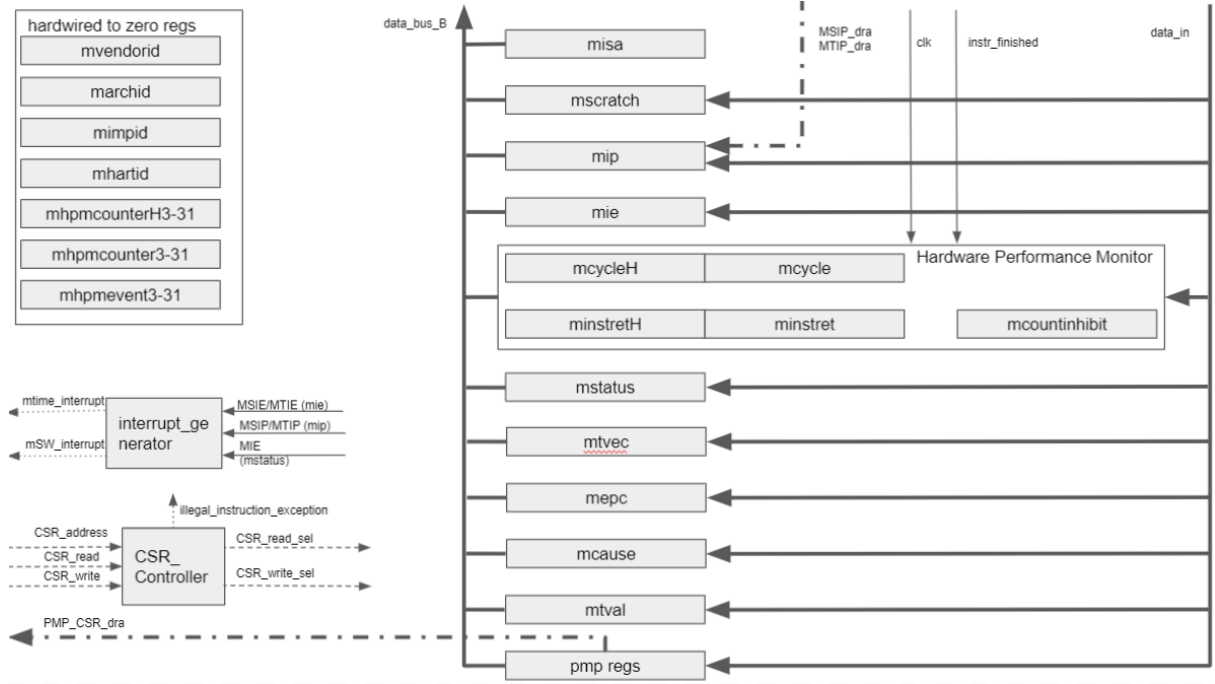 hardwired to zero regs
mvendorid
marchid
mimpid
mhartid
mhpmcounterH3-31
mhpmcounter3-31
mhpmevent3-31
data_bus_B
misa
mscratch
mip
mie
MSIP_dra
MTIP_dra
clk
instr_finished
data_in
Hardware Performance Monitor
mcycleH
mcycle
minstretH
minstret
mcountinhibit
mstatus
mtvec
mepc
mcause
mtval
pmp regs
mtime_interrupt
mSW_interrupt
interrupt_ge
nerator
MSIE/MTIE (mie)
MSIP/MTIP (mip)
MIE
(mstatus)
illegal_instruction_exception
CSR_address
CSR_read
CSR_write
CSR_
Controller
CSR_read_sel
CSR_write_sel
PMP_CSR_dra